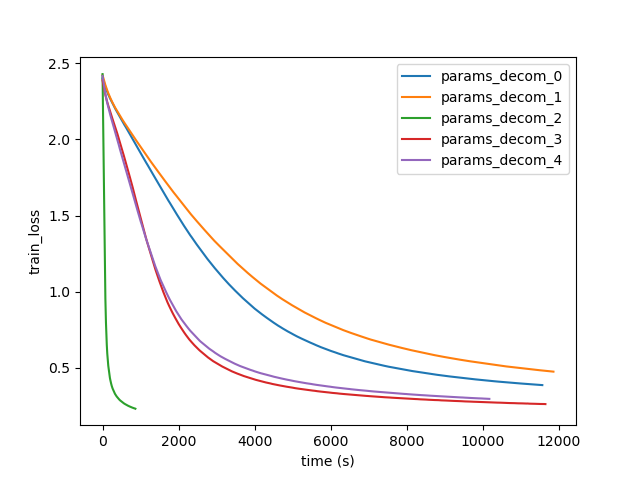 2.5
2.0
1.5
1.0
0.5
train_loss
0 2000 4000 6000 8000 10000 12000
time (s)
params_decom_0
params_decom_1
params_decom_2
params_decom_3
params_decom_4